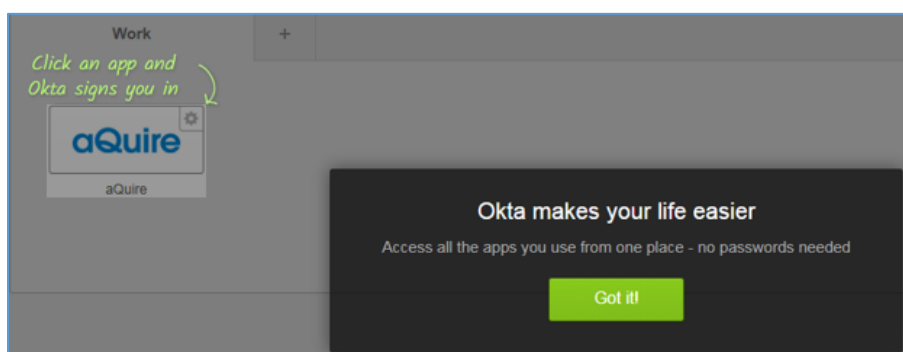 Work
+
Click an app and
Okta signs you in
aQuire
aQuire
Okta makes your life easier
Access all the apps you use from one place - no passwords needed
Got it!